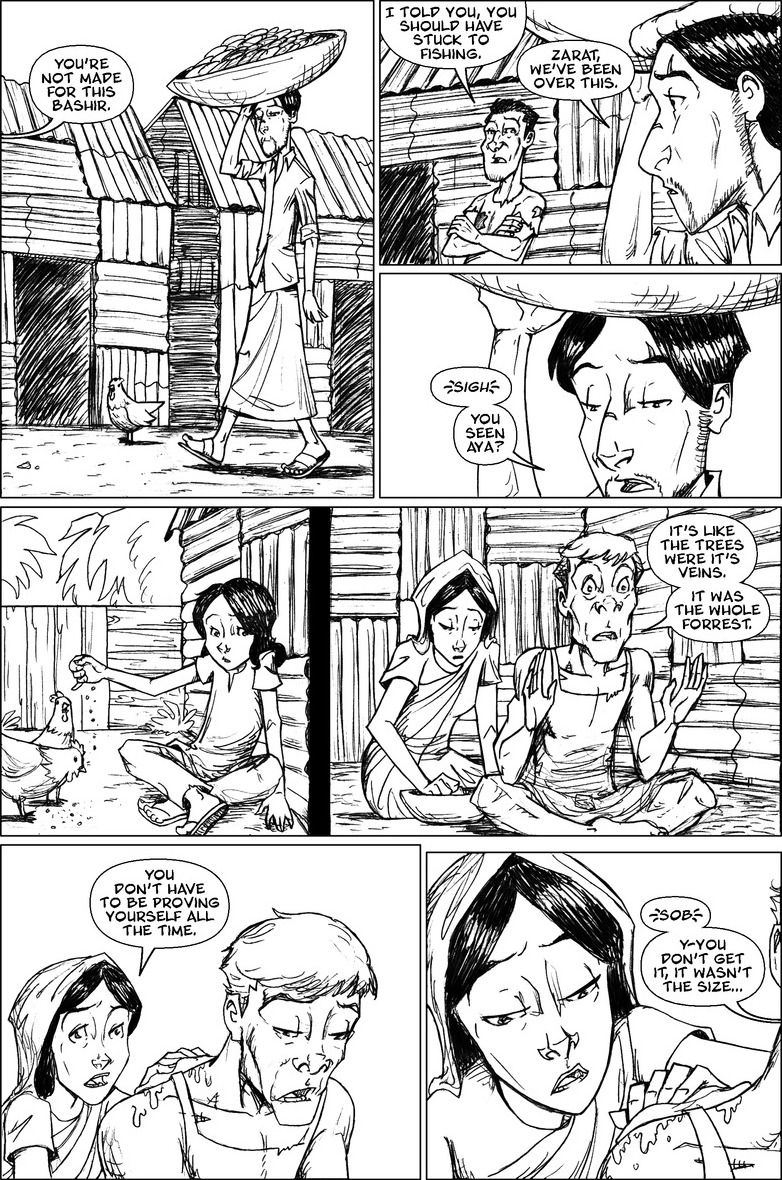 YOU'RE
NOT MADE
FOR THIS
BASHIR.
I TOLD YOU, YOU
SHOULD HAVE
STUCK TO
FISHING.
ZARAT,
WE'VE BEEN
OVER THIS.
SIGH
YOU
SEEN
AYA?
IT'S LIKE
THE TREES
WERE IT'S
VEINS.
IT WAS
THE WHOLE
FORREST.
YOU
DON'T HAVE
TO BE PROVING
YOURSELF ALL
THE TIME.
SOB
Y-YOU
DON'T GET
IT, IT WASN'T
THE SIZE...